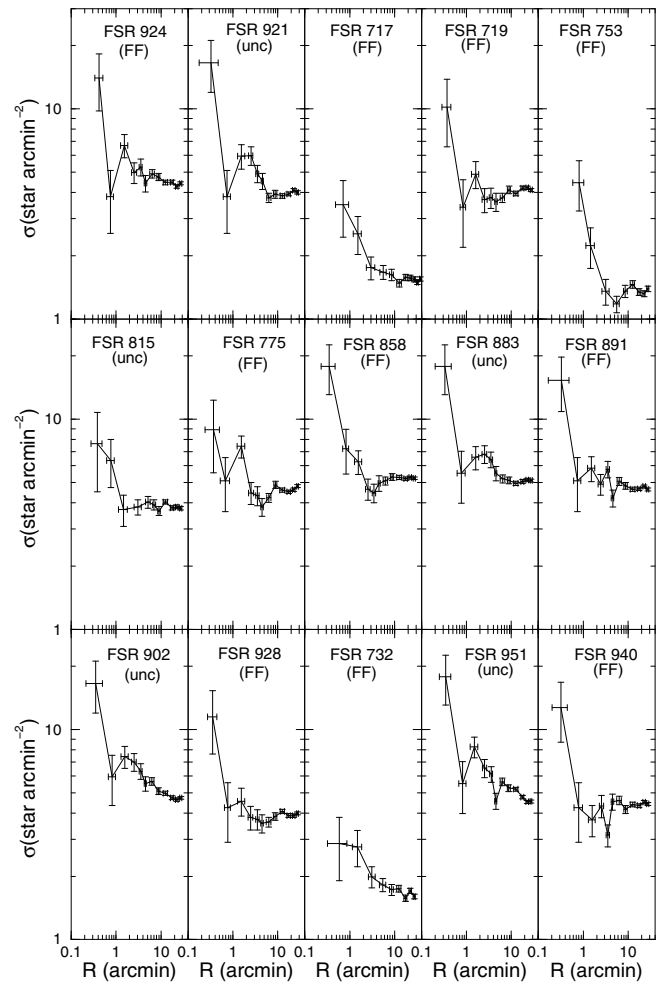 FSR 924 FSR 921 FSR 717 FSR 719 FSR 753
(FF) (unc) (FF) (FF) (FF)
10
σ(star arcmin⁻²)
1
FSR 815 FSR 775 FSR 858 FSR 883 FSR 891
(unc) (FF) (FF) (unc) (FF)
10
σ(star arcmin⁻²)
1
FSR 902 FSR 928 FSR 732 FSR 951 FSR 940
(unc) (FF) (FF) (unc) (FF)
10
σ(star arcmin⁻²)
1
0.1 1 10 0.1 1 10 0.1 1 10 0.1 1 10 0.1 1 10
R (arcmin) R (arcmin) R (arcmin) R (arcmin) R (arcmin)